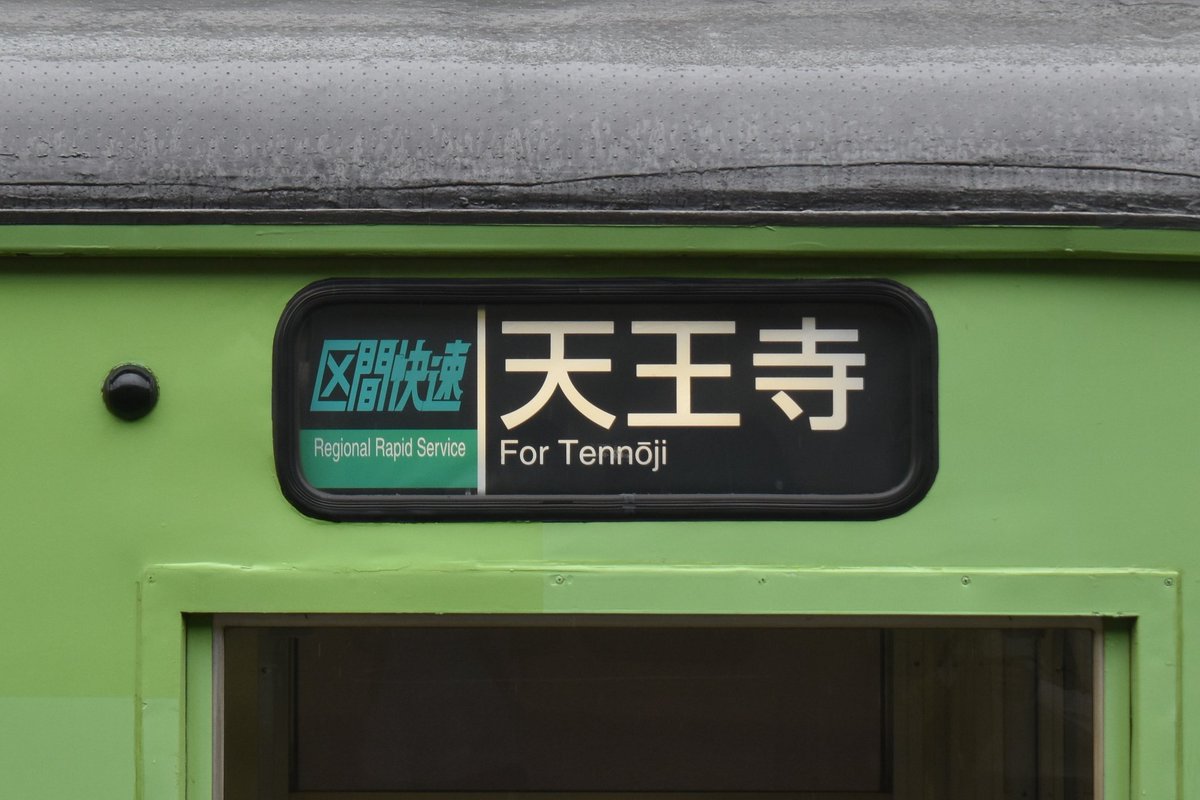 区間快速
Regional Rapid Service
天王寺
For Tennōji